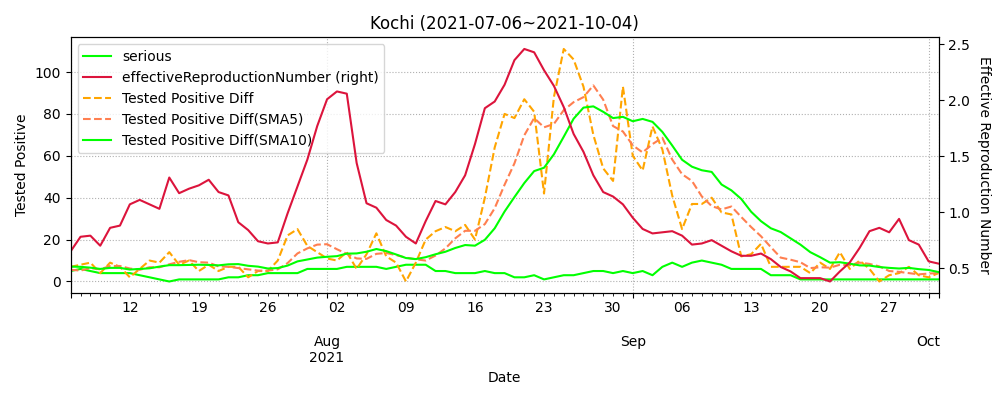 Kochi (2021-07-06~2021-10-04)
serious
effectiveReproductionNumber (right)
Tested Positive Diff
Tested Positive Diff(SMA5)
Tested Positive Diff(SMA10)
Tested Positive
100
80
60
40
20
0
2.5
2.0
1.5
1.0
0.5
Effective Reproduction Number
12 19 26 02 09 16 23 30 06 13 20 27
Aug Sep Oct
2021
Date